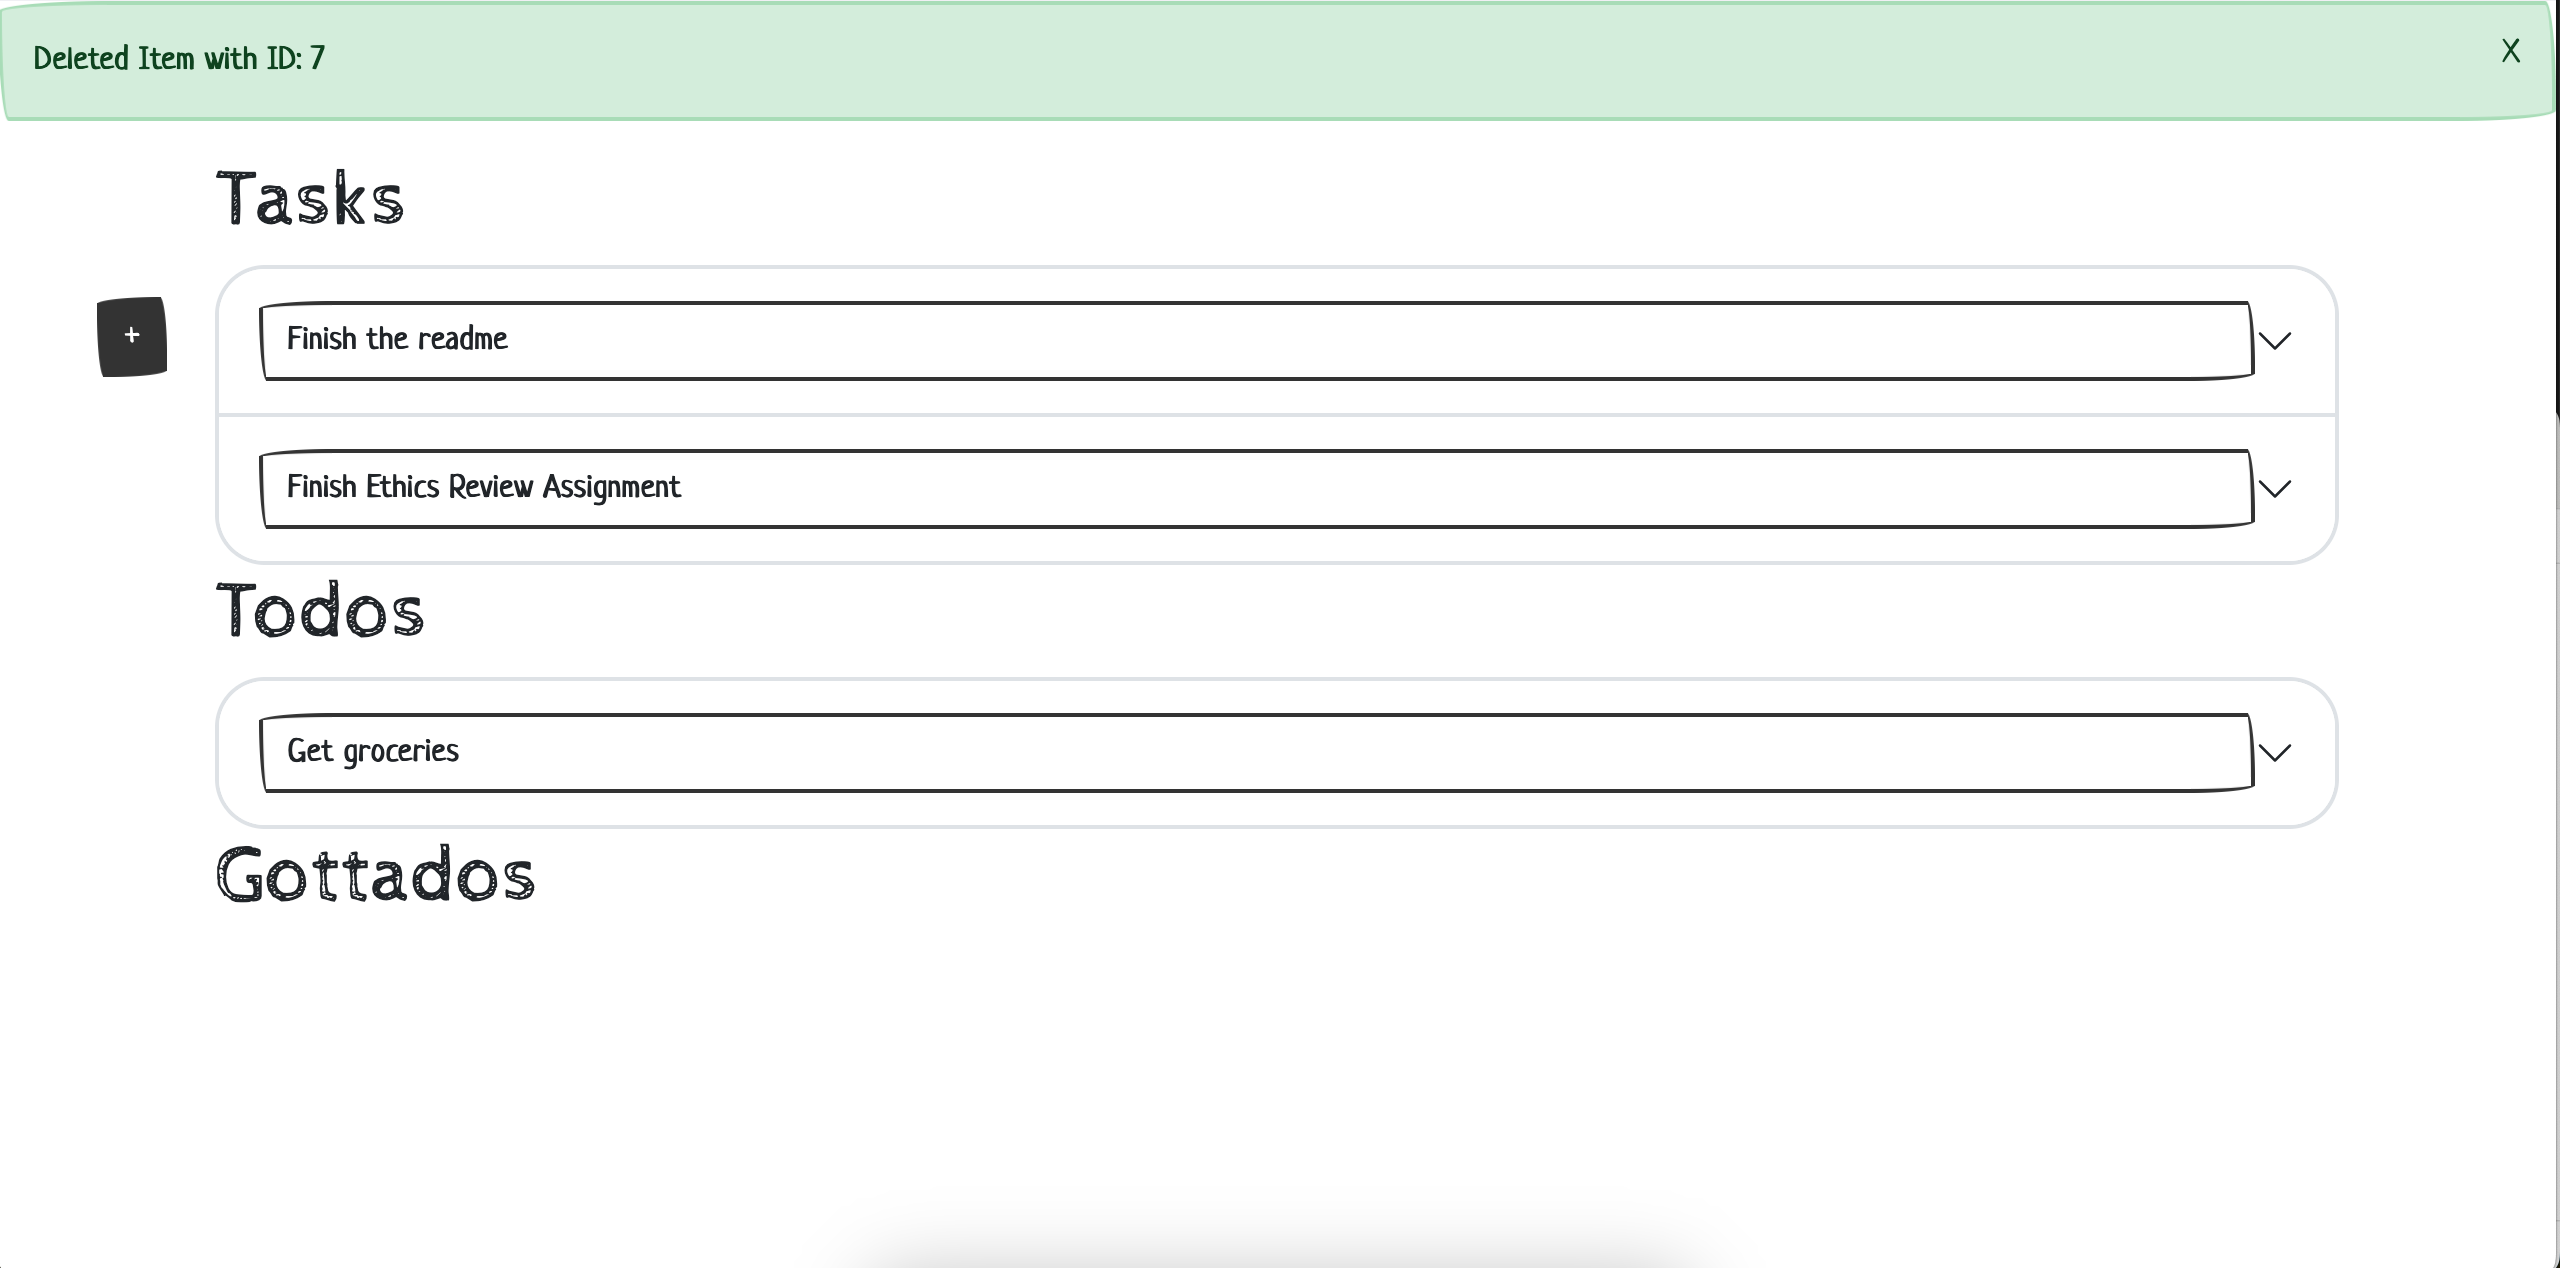 Deleted Item with ID: 7
X
Tasks
+
Finish the readme
Finish Ethics Review Assignment
Todos
Get groceries
Gottados